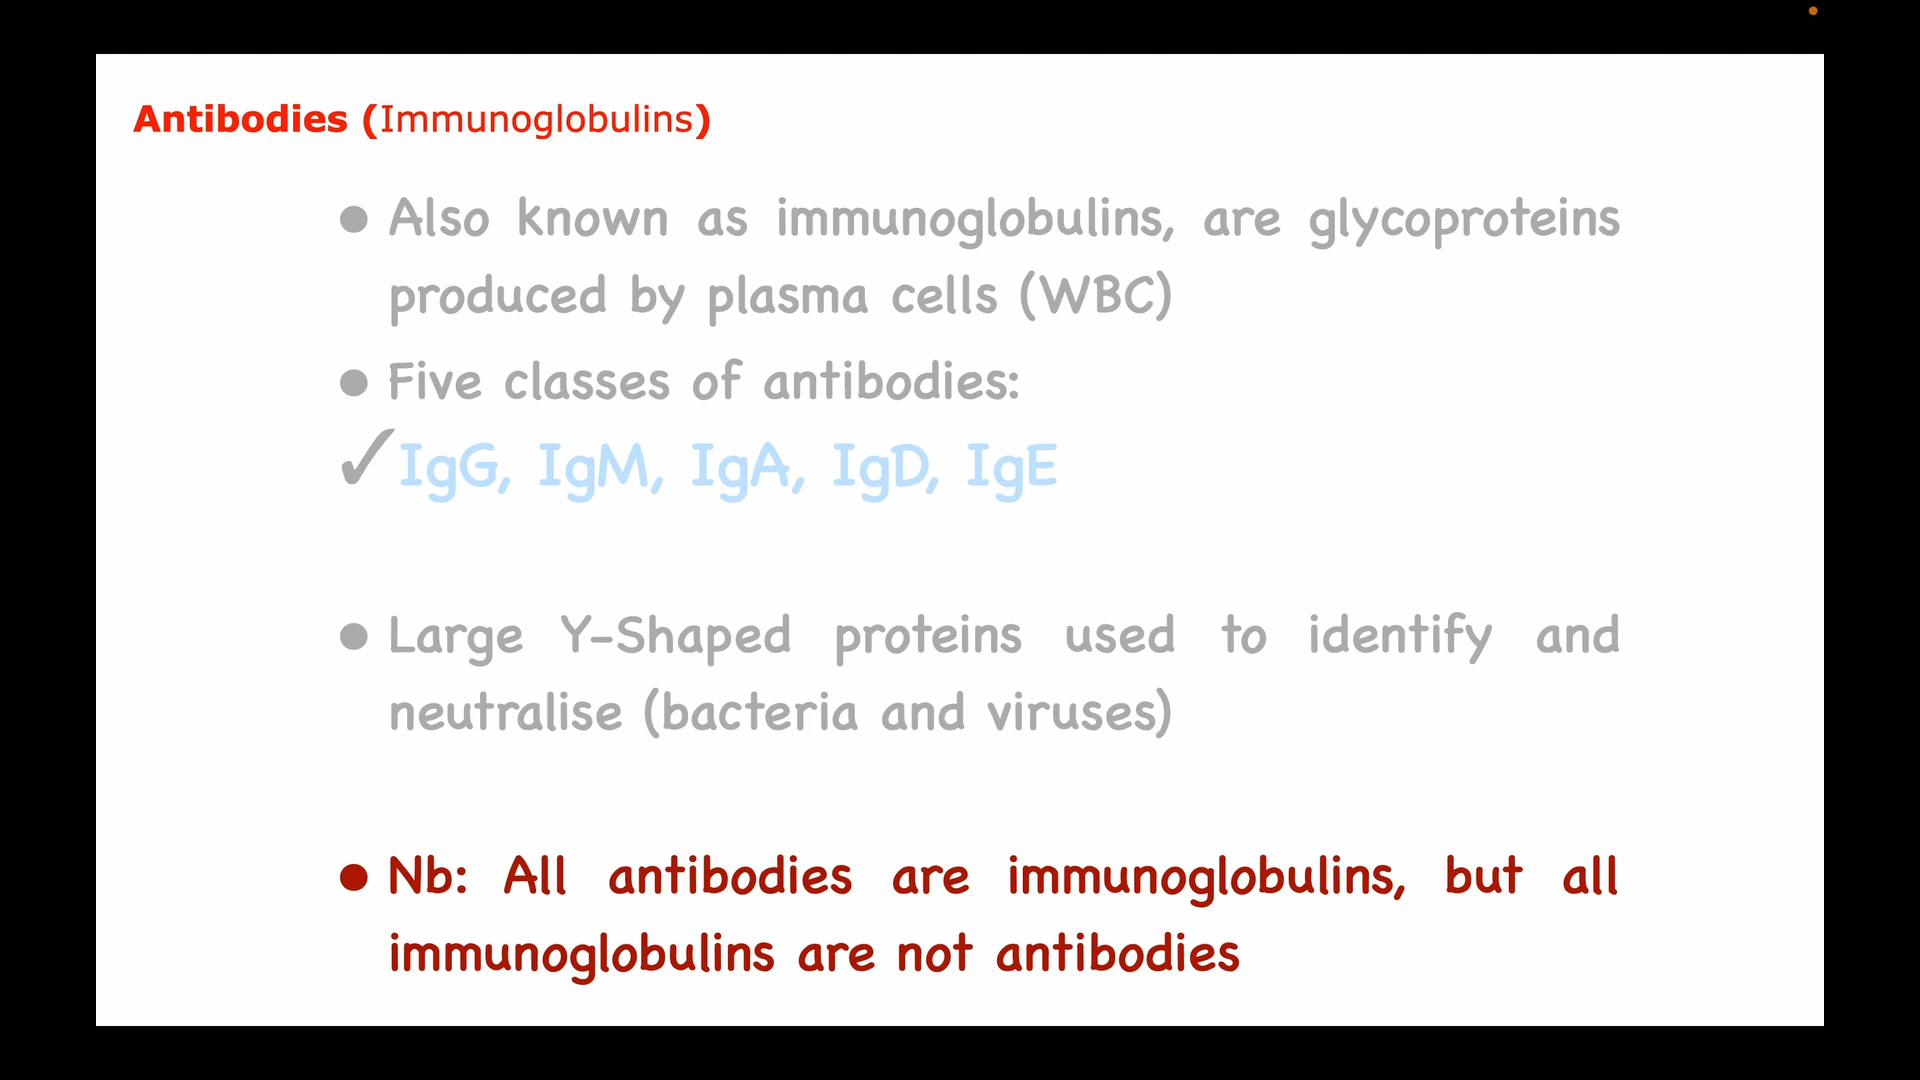 Antibodies (Immunoglobulins)
● Also known as immunoglobulins, are glycoproteins
produced by plasma cells (WBC)
● Five classes of antibodies:
✓IgG, IgM, IgA, IgD, IgE
● Large Y-Shaped proteins used to identify and
neutralise (bacteria and viruses)
● Nb: All antibodies are immunoglobulins, but all
immunoglobulins are not antibodies